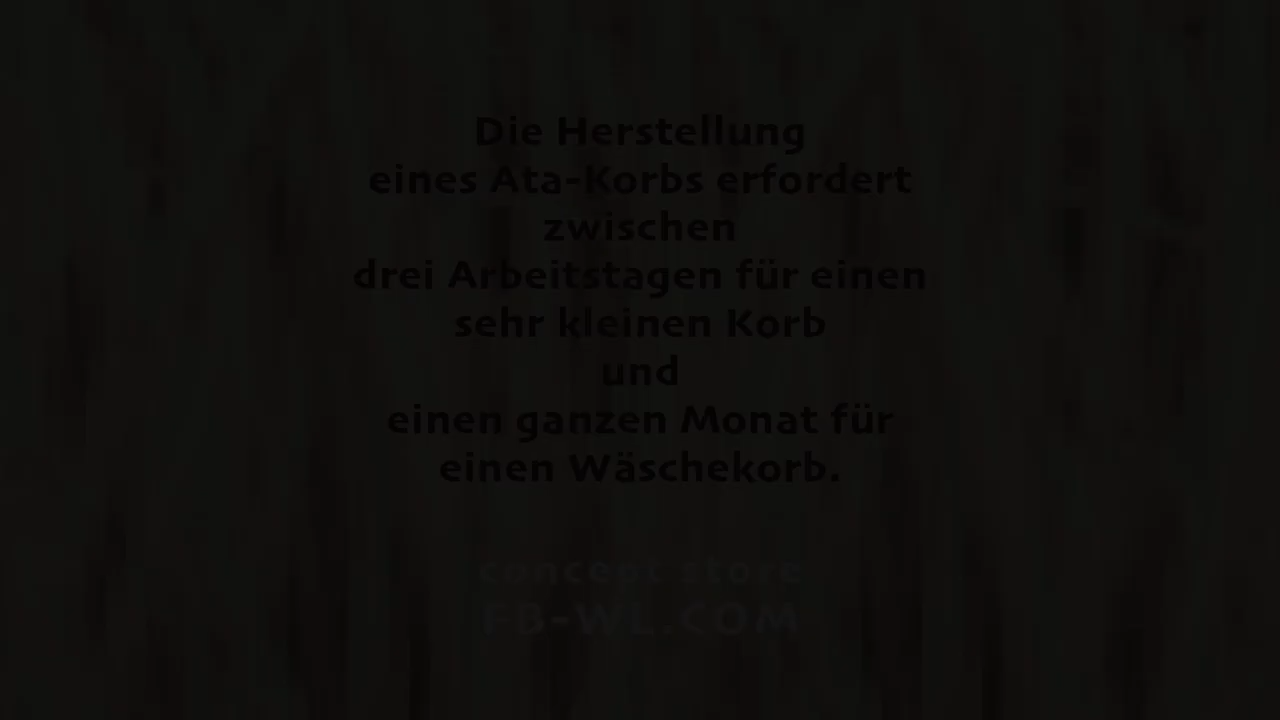 Die Herstellung
eines Ata-Korbs erfordert
zwischen
drei Arbeitstagen für einen
sehr kleinen Korb
und
einen ganzen Monat für
einen Wäschekorb.
concept store
FB-WL.COM